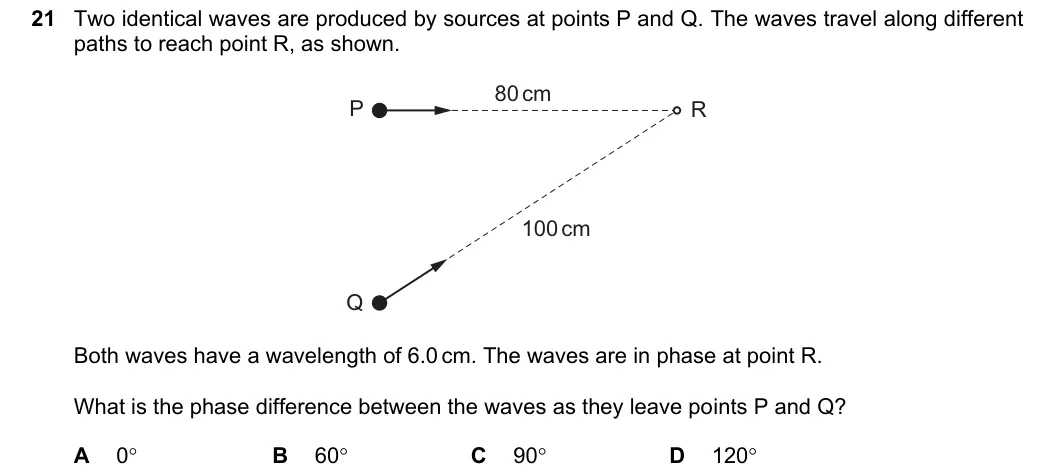 21 Two identical waves are produced by sources at points P and Q. The waves travel along different
paths to reach point R, as shown.
80 cm
P
R
100 cm
Q
Both waves have a wavelength of 6.0 cm. The waves are in phase at point R.
What is the phase difference between the waves as they leave points P and Q?
A 0° B 60° C 90° D 120°